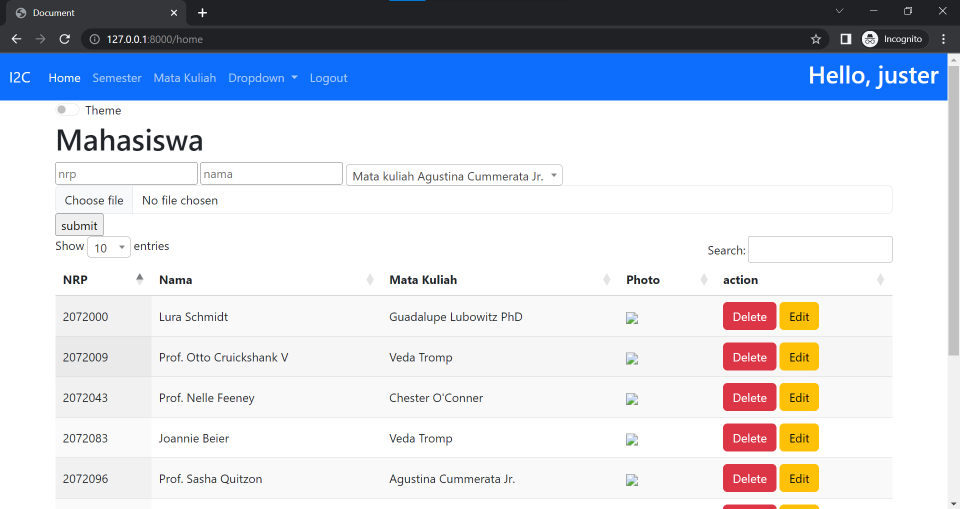 Document
127.0.0.1:8000/home
Incognito
I2C Home Semester Mata Kuliah Dropdown Logout Hello, juster
Theme
Mahasiswa
nrp nama Mata kuliah Agustina Cummerata Jr.
Choose file No file chosen
submit
Show 10 entries Search:
NRP Nama Mata Kuliah Photo action
2072000 Lura Schmidt Guadalupe Lubowitz PhD Delete Edit
2072009 Prof. Otto Cruickshank V Veda Tromp Delete Edit
2072043 Prof. Nelle Feeney Chester O'Conner Delete Edit
2072083 Joannie Beier Veda Tromp Delete Edit
2072096 Prof. Sasha Quitzon Agustina Cummerata Jr. Delete Edit